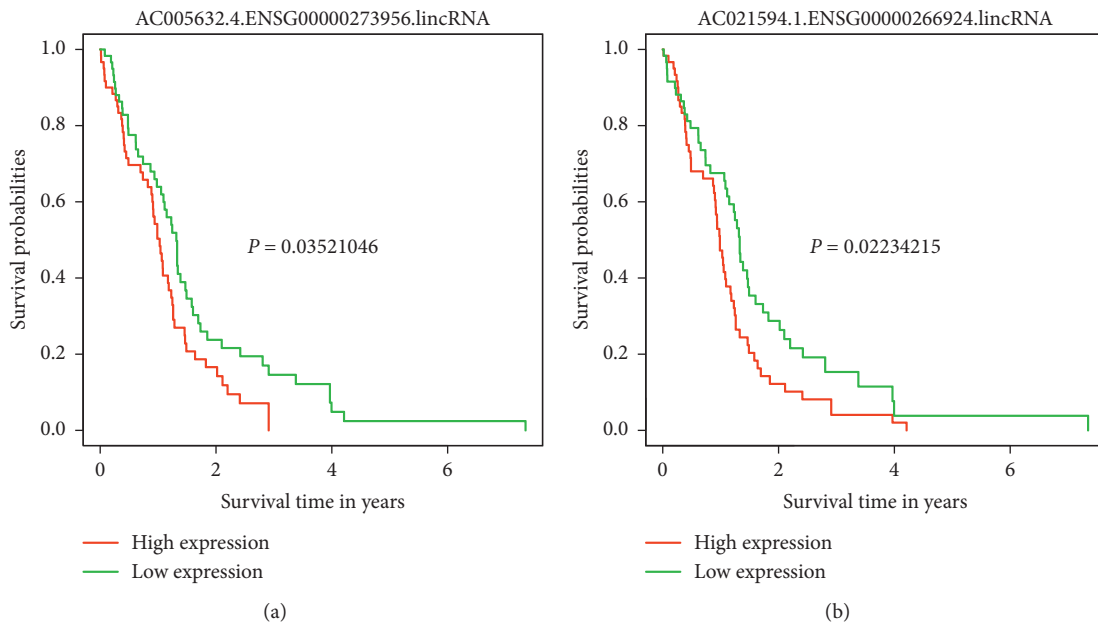 AC005632.4.ENSG00000273956.lincRNA
1.0
0.8
0.6
0.4
0.2
0.0
Survival probabilities
P = 0.03521046
0 2 4 6
Survival time in years
High expression
Low expression
(a)
AC021594.1.ENSG00000266924.lincRNA
1.0
0.8
0.6
0.4
0.2
0.0
Survival probabilities
P = 0.02234215
0 2 4 6
Survival time in years
High expression
Low expression
(b)